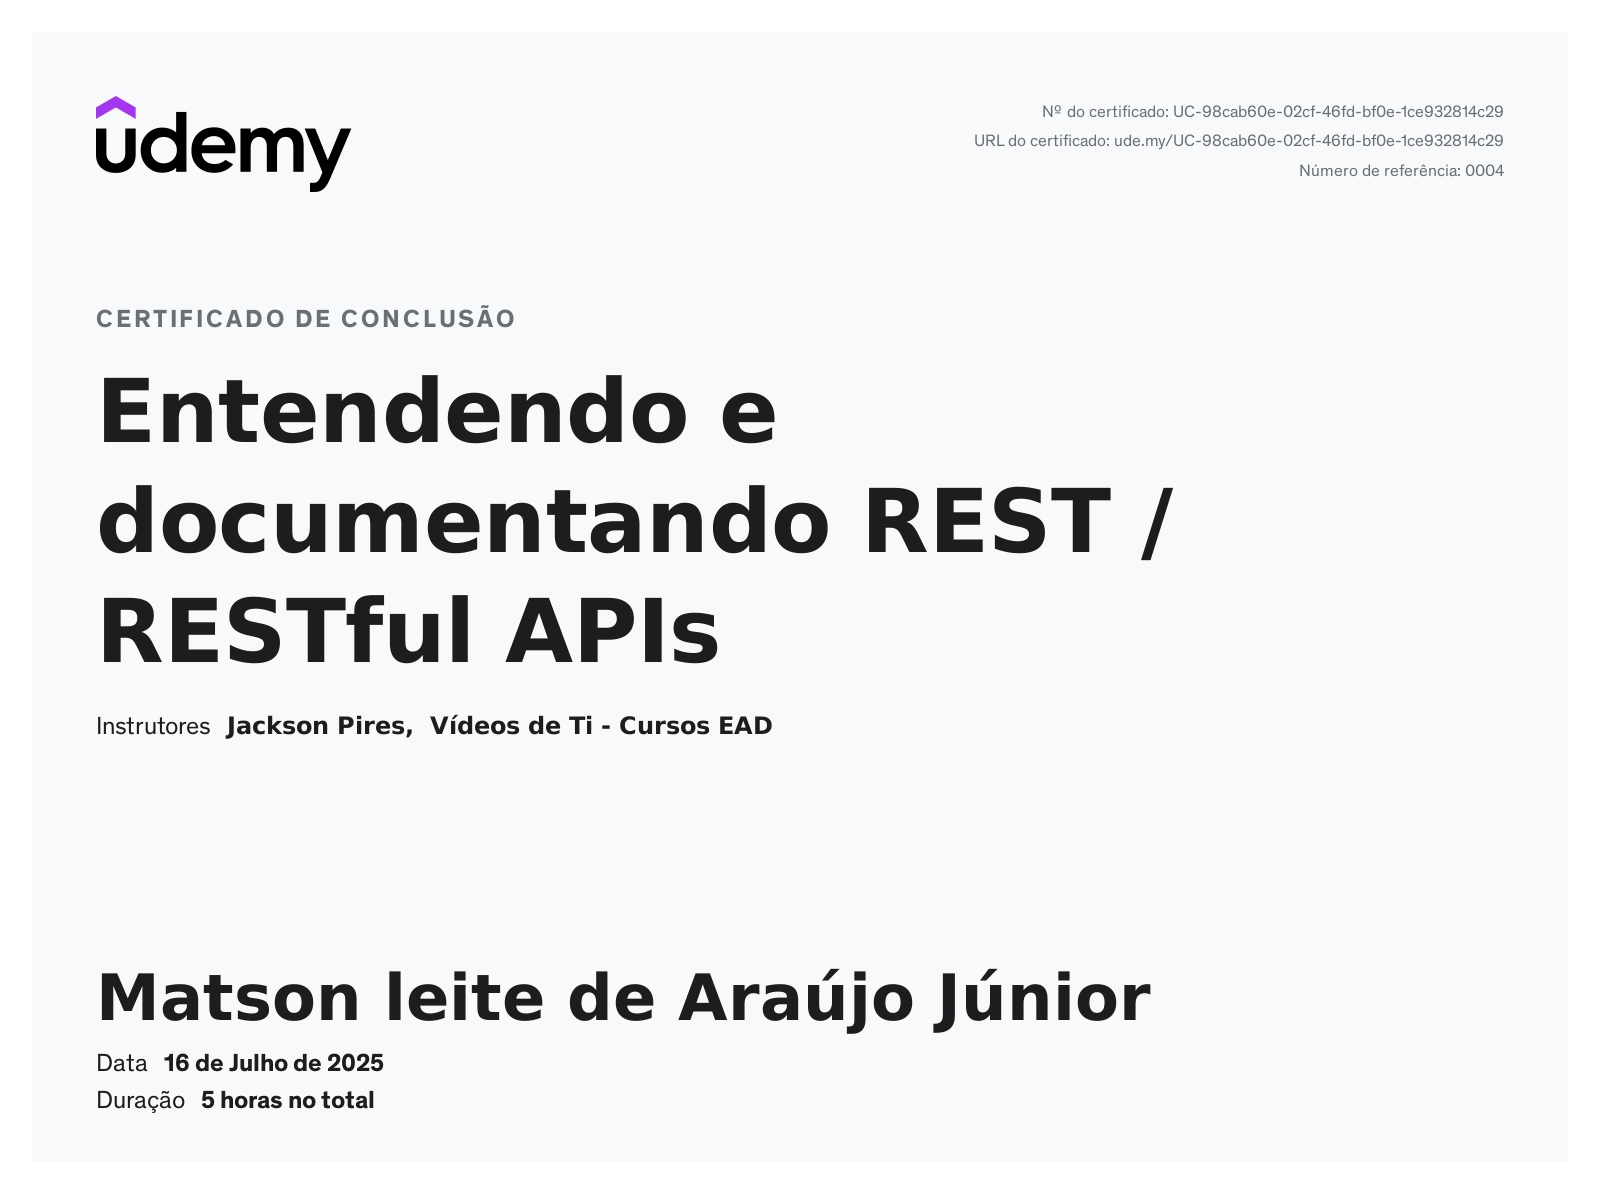 udemy
Nº do certificado: UC-98cab60e-02cf-46fd-bf0e-1ce932814c29
URL do certificado: ude.my/UC-98cab60e-02cf-46fd-bf0e-1ce932814c29
Número de referência: 0004
CERTIFICADO DE CONCLUSÃO
Entendendo e
documentando REST /
RESTful APIs
Instrutores Jackson Pires, Vídeos de Ti - Cursos EAD
Matson leite de Araújo Júnior
Data 16 de Julho de 2025
Duração 5 horas no total